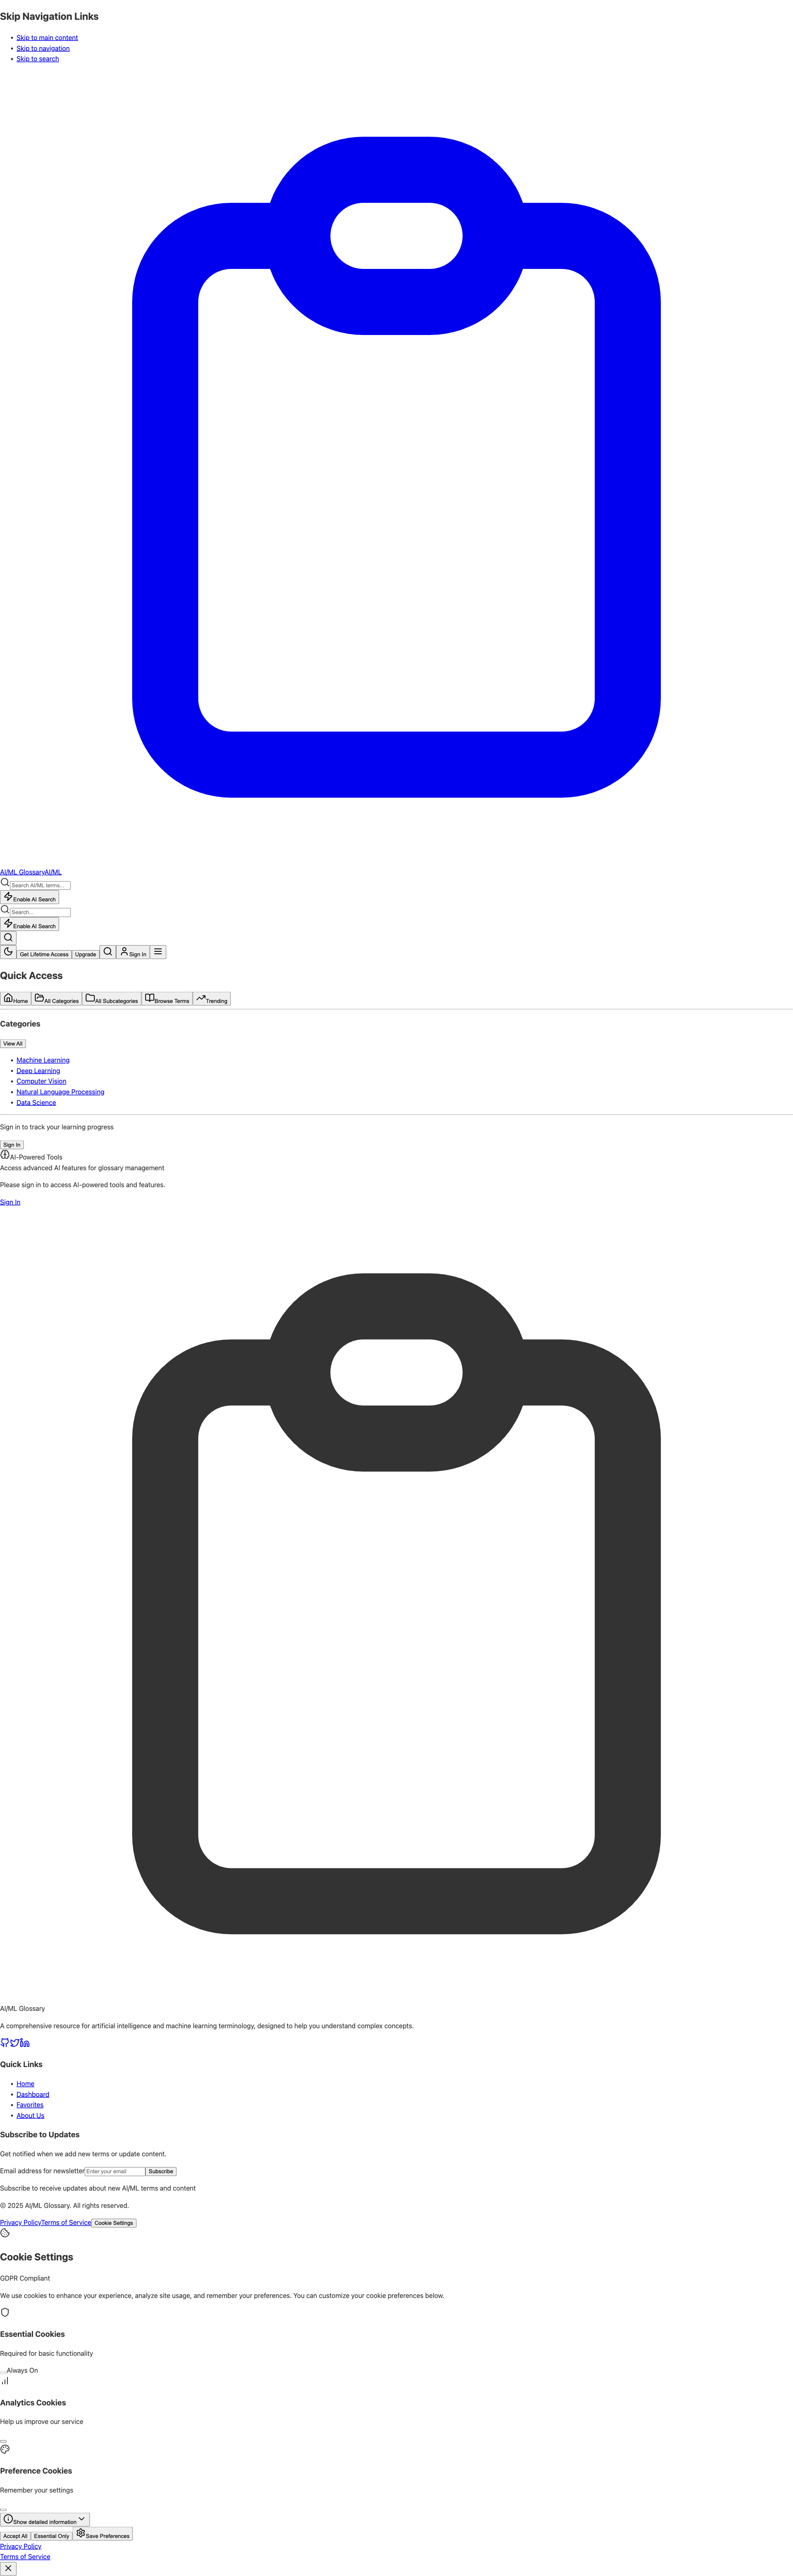 Skip Navigation Links
Skip to main content
Skip to navigation
Skip to search
AI/ML GlossaryAI/ML
Search AI/ML terms...
Enable AI Search
Search...
Enable AI Search
Get Lifetime Access Upgrade Sign In
Quick Access
Home All Categories All Subcategories Browse Terms Trending
Categories
View All
Machine Learning
Deep Learning
Computer Vision
Natural Language Processing
Data Science
Sign in to track your learning progress
Sign In
AI-Powered Tools
Access advanced AI features for glossary management
Please sign in to access AI-powered tools and features.
Sign In
AI/ML Glossary
A comprehensive resource for artificial intelligence and machine learning terminology, designed to help you understand complex concepts.
Quick Links
Home
Dashboard
Favorites
About Us
Subscribe to Updates
Get notified when we add new terms or update content.
Email address for newsletter Enter your email Subscribe
Subscribe to receive updates about new AI/ML terms and content
© 2025 AI/ML Glossary. All rights reserved.
Privacy PolicyTerms of Service Cookie Settings
Cookie Settings
GDPR Compliant
We use cookies to enhance your experience, analyze site usage, and remember your preferences. You can customize your cookie preferences below.
Essential Cookies
Required for basic functionality
Always On
Analytics Cookies
Help us improve our service
Preference Cookies
Remember your settings
Show detailed information
Accept All Essential Only Save Preferences
Privacy Policy
Terms of Service